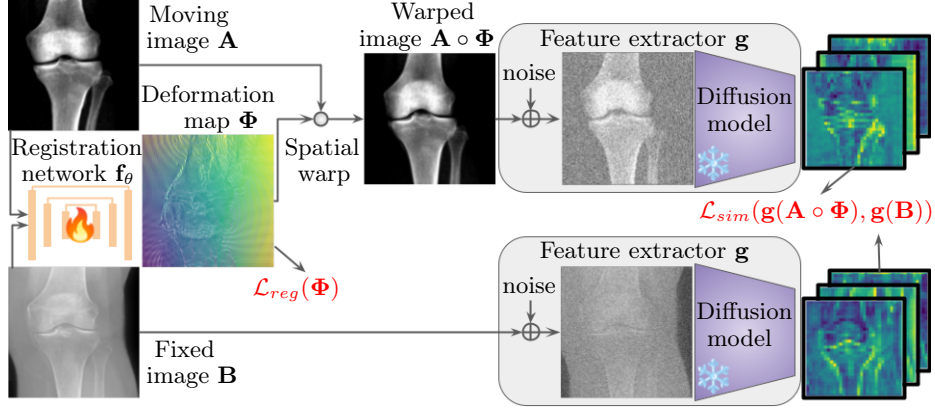 Moving
image A
Warped
image A ∘ Φ
Feature extractor g
noise
Diffusion
model
Deformation
map Φ
Spatial
warp
Registration
network f_θ
ℒ_sim(g(A ∘ Φ), g(B))
ℒ_reg(Φ)
Feature extractor g
noise
Diffusion
model
Fixed
image B